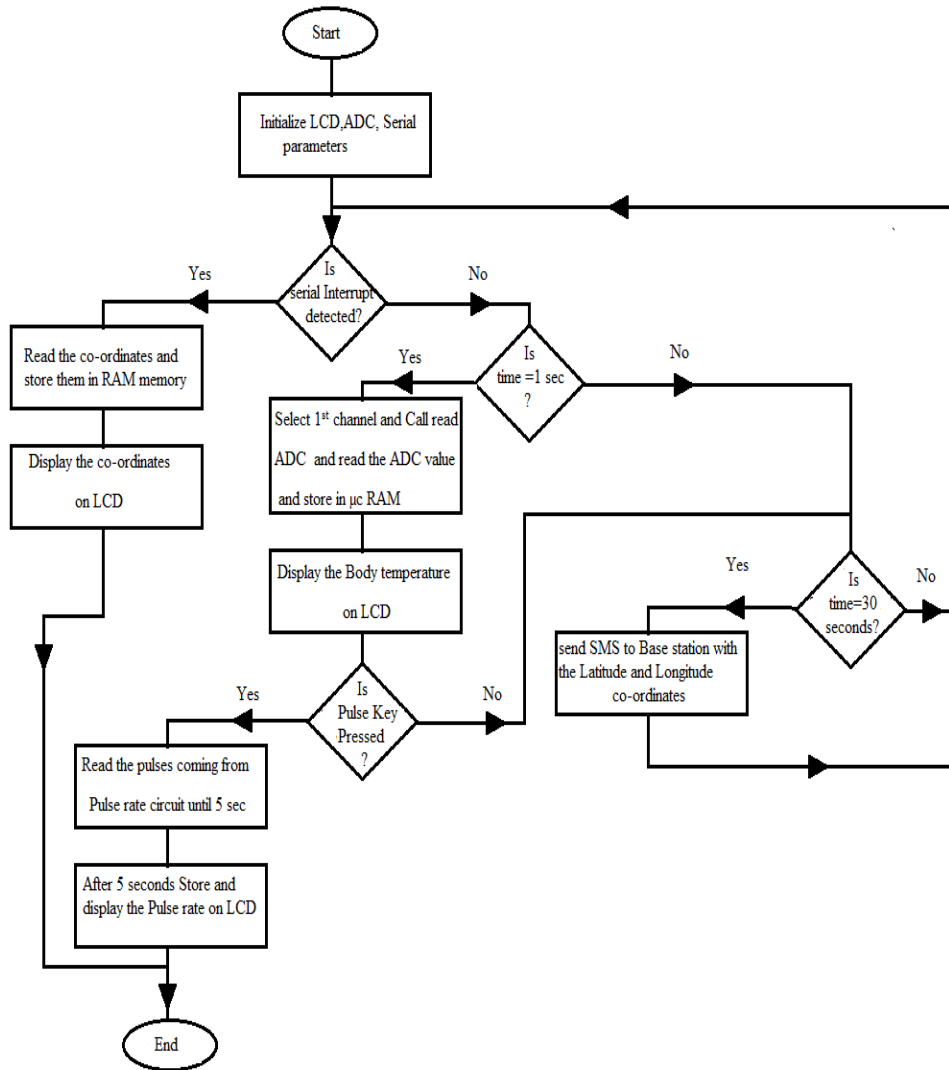 Start
Initialize LCD,ADC, Serial
parameters
Is
serial Interrupt
detected?
Yes
No
Read the co-ordinates and
store them in RAM memory
Display the co-ordinates
on LCD
Is
time =1 sec
?
Yes
No
Select 1st channel and Call read
ADC and read the ADC value
and store in µc RAM
Display the Body temperature
on LCD
Is
time=30
seconds?
Yes
No
send SMS to Base station with
the Latitude and Longitude
co-ordinates
Is
Pulse Key
Pressed
?
Yes
No
Read the pulses coming from
Pulse rate circuit until 5 sec
After 5 seconds Store and
display the Pulse rate on LCD
End